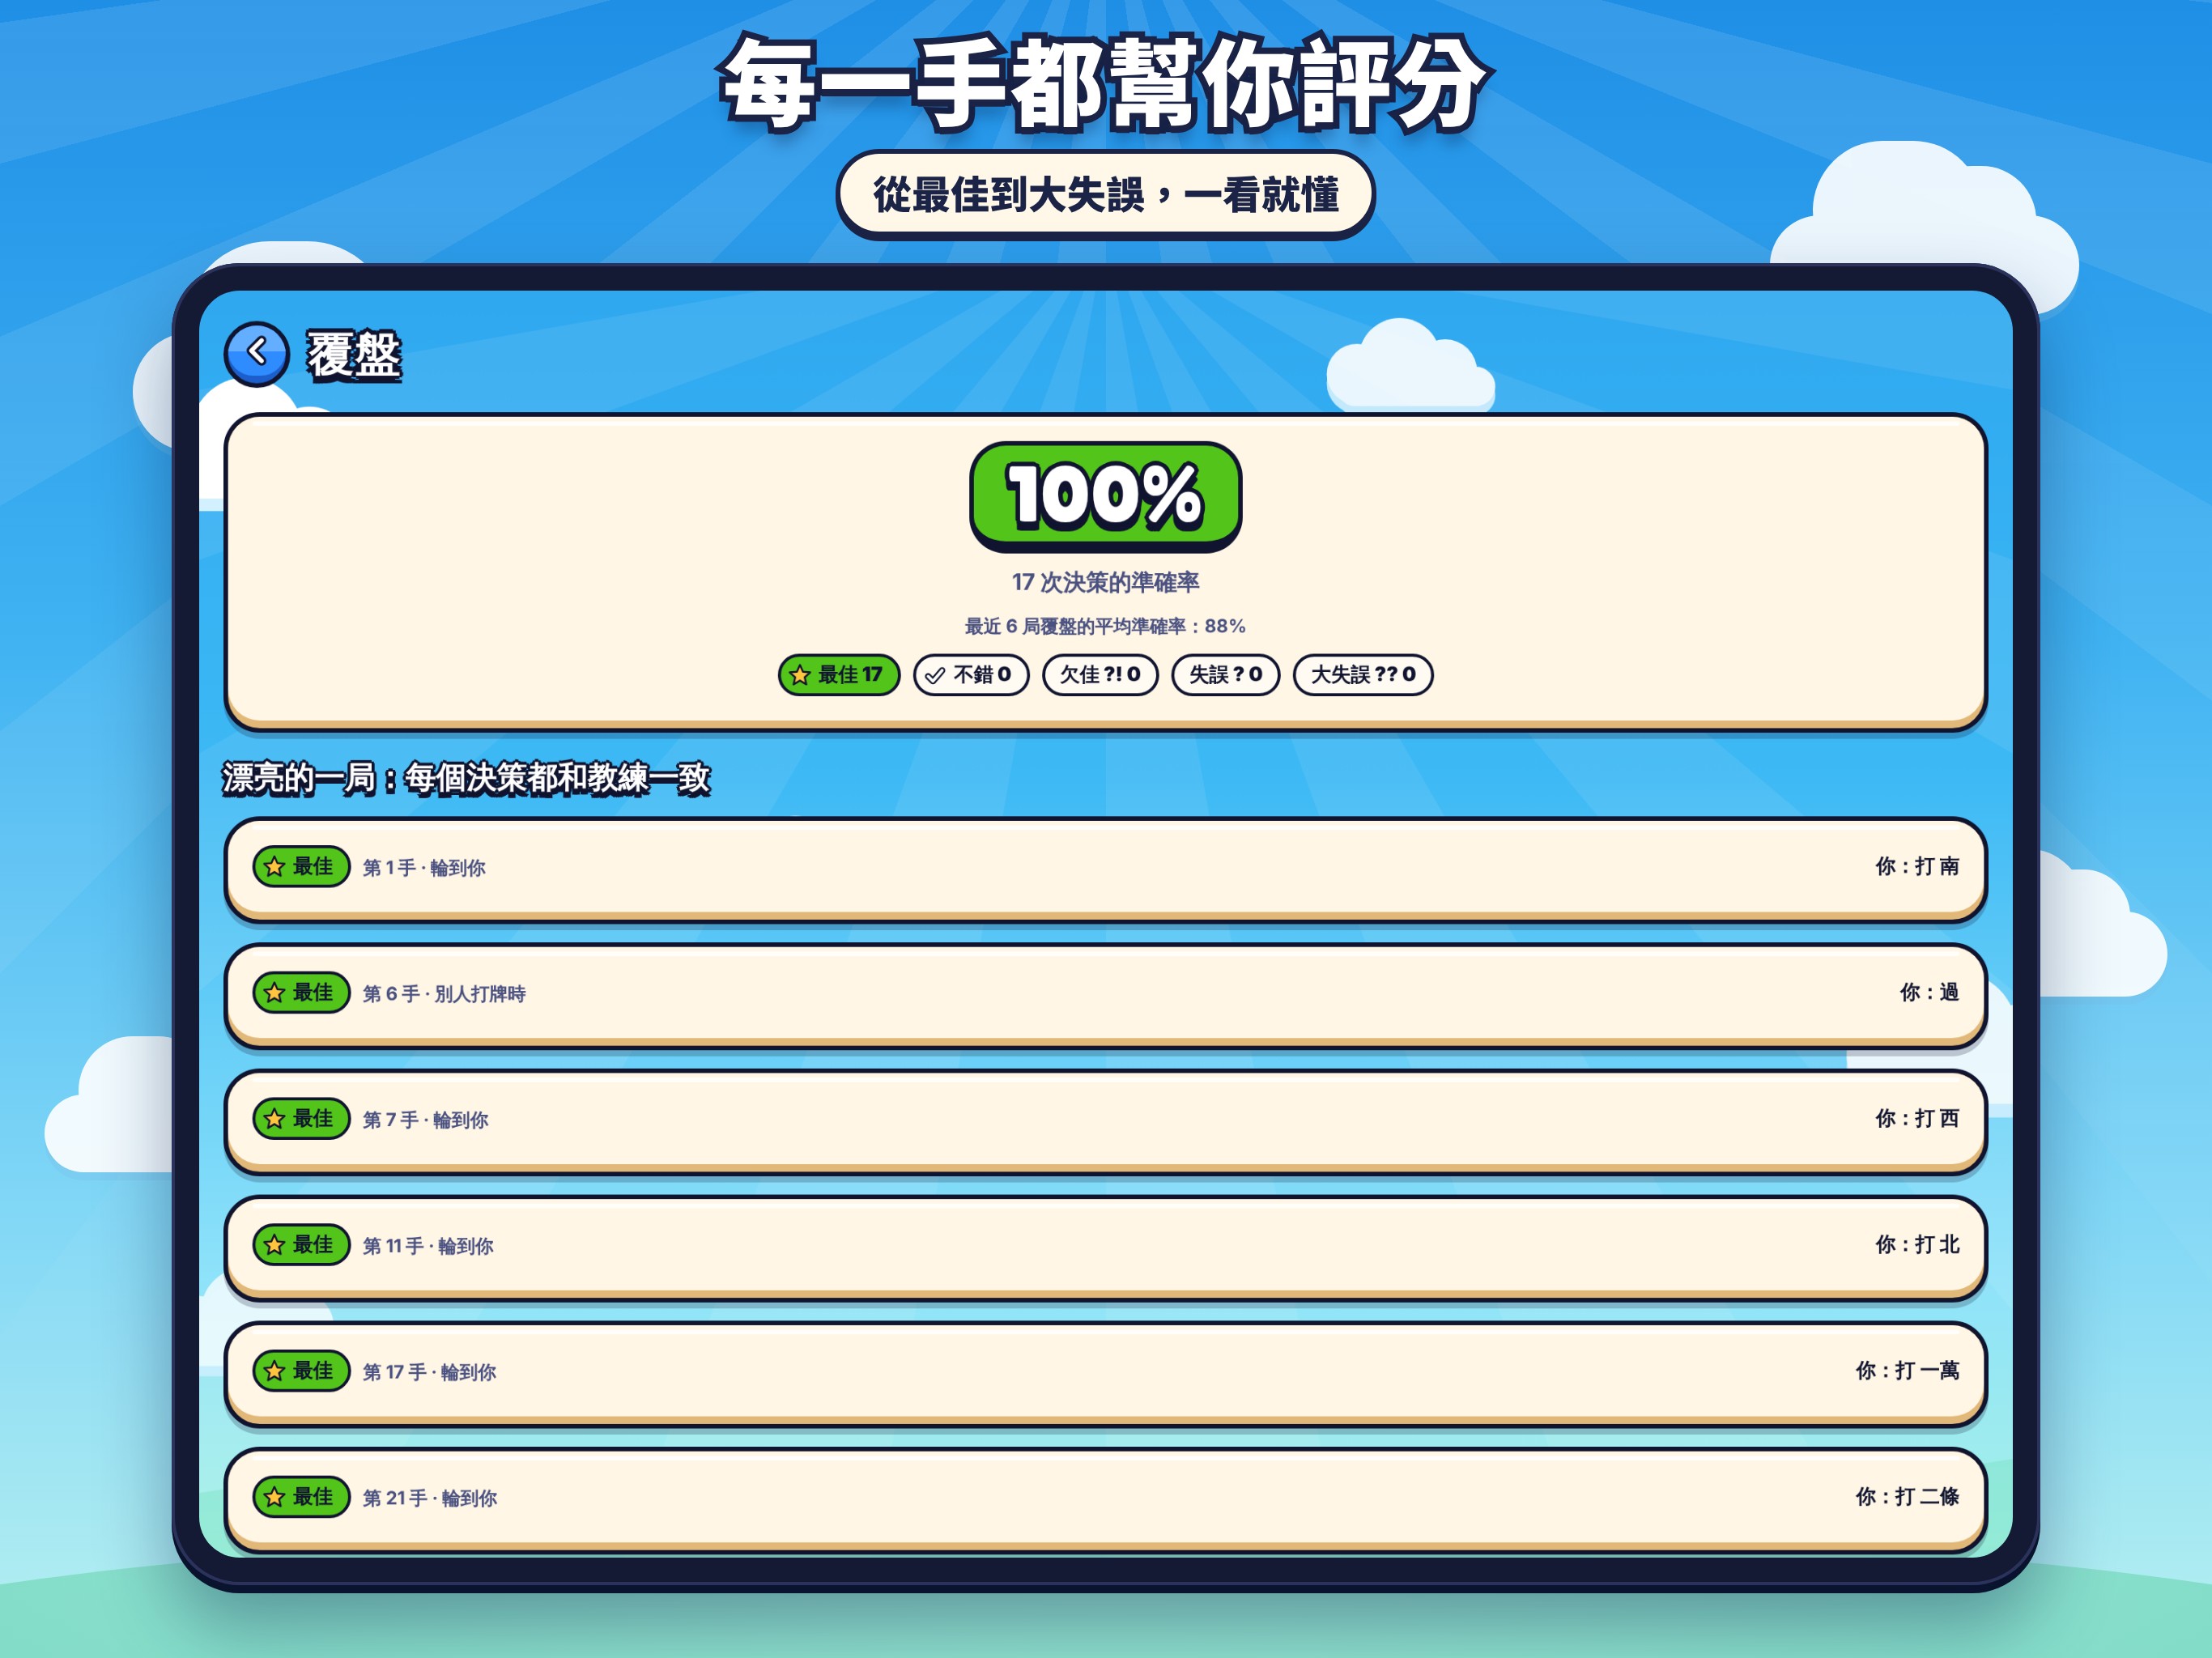 每一手都幫你評分
從最佳到大失誤，一看就懂
覆盤
100%
17 次決策的準確率
最近 6 局覆盤的平均準確率：88%
最佳 17 不錯 0 欠佳 ?! 0 失誤 ? 0 大失誤 ?? 0
漂亮的一局：每個決策都和教練一致
最佳 第 1 手 · 輪到你 你：打 南
最佳 第 6 手 · 別人打牌時 你：過
最佳 第 7 手 · 輪到你 你：打 西
最佳 第 11 手 · 輪到你 你：打 北
最佳 第 17 手 · 輪到你 你：打 一萬
最佳 第 21 手 · 輪到你 你：打 二條